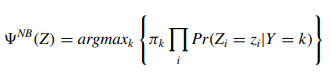 Ψ^{NB}(Z) = argmax_k { π_k ∏_i Pr(Z_i = z_i|Y = k) }